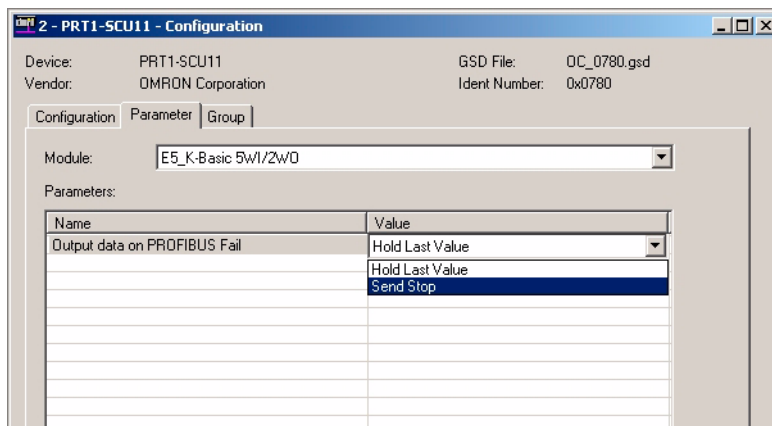 2 - PRT1-SCU11 - Configuration
Device: PRT1-SCU11 GSD File: OC_0780.gsd
Vendor: OMRON Corporation Ident Number: 0x0780
Configuration Parameter Group
Module: E5_K-Basic 5WI/2WO
Parameters:
Name Value
Output data on PROFIBUS Fail Hold Last Value
Hold Last Value
Send Stop